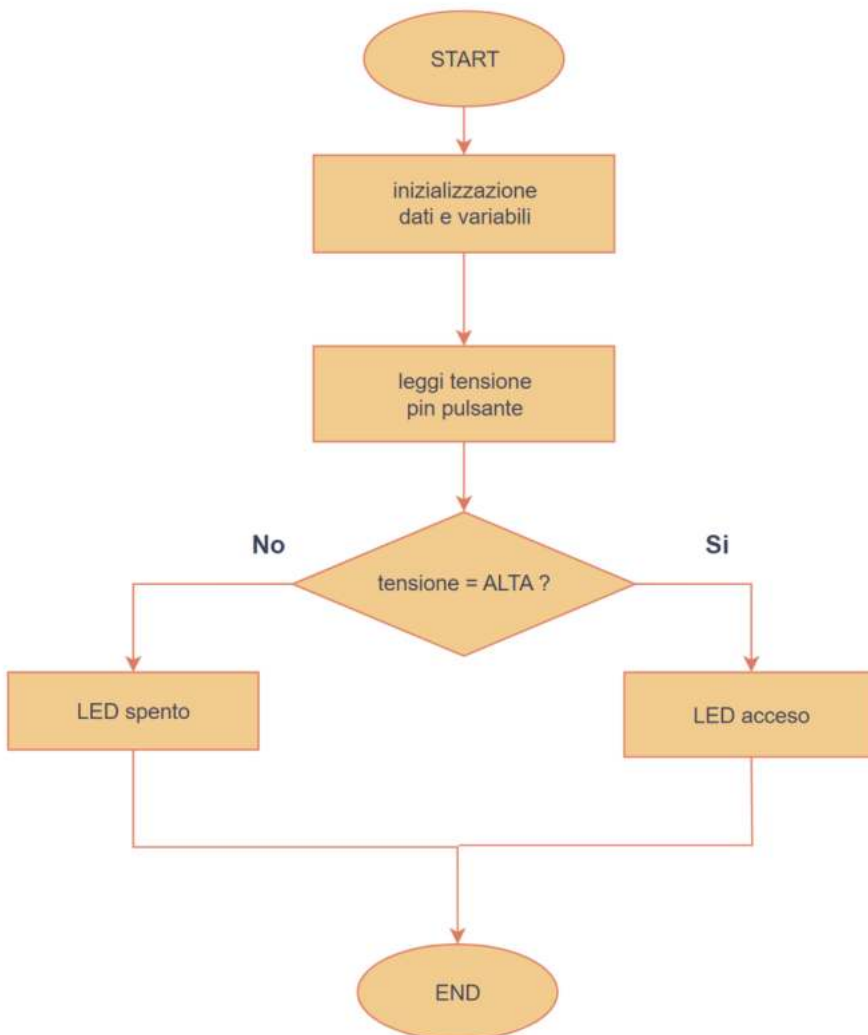 START
inizializzazione
dati e variabili
leggi tensione
pin pulsante
No
Si
tensione = ALTA ?
LED spento
LED acceso
END